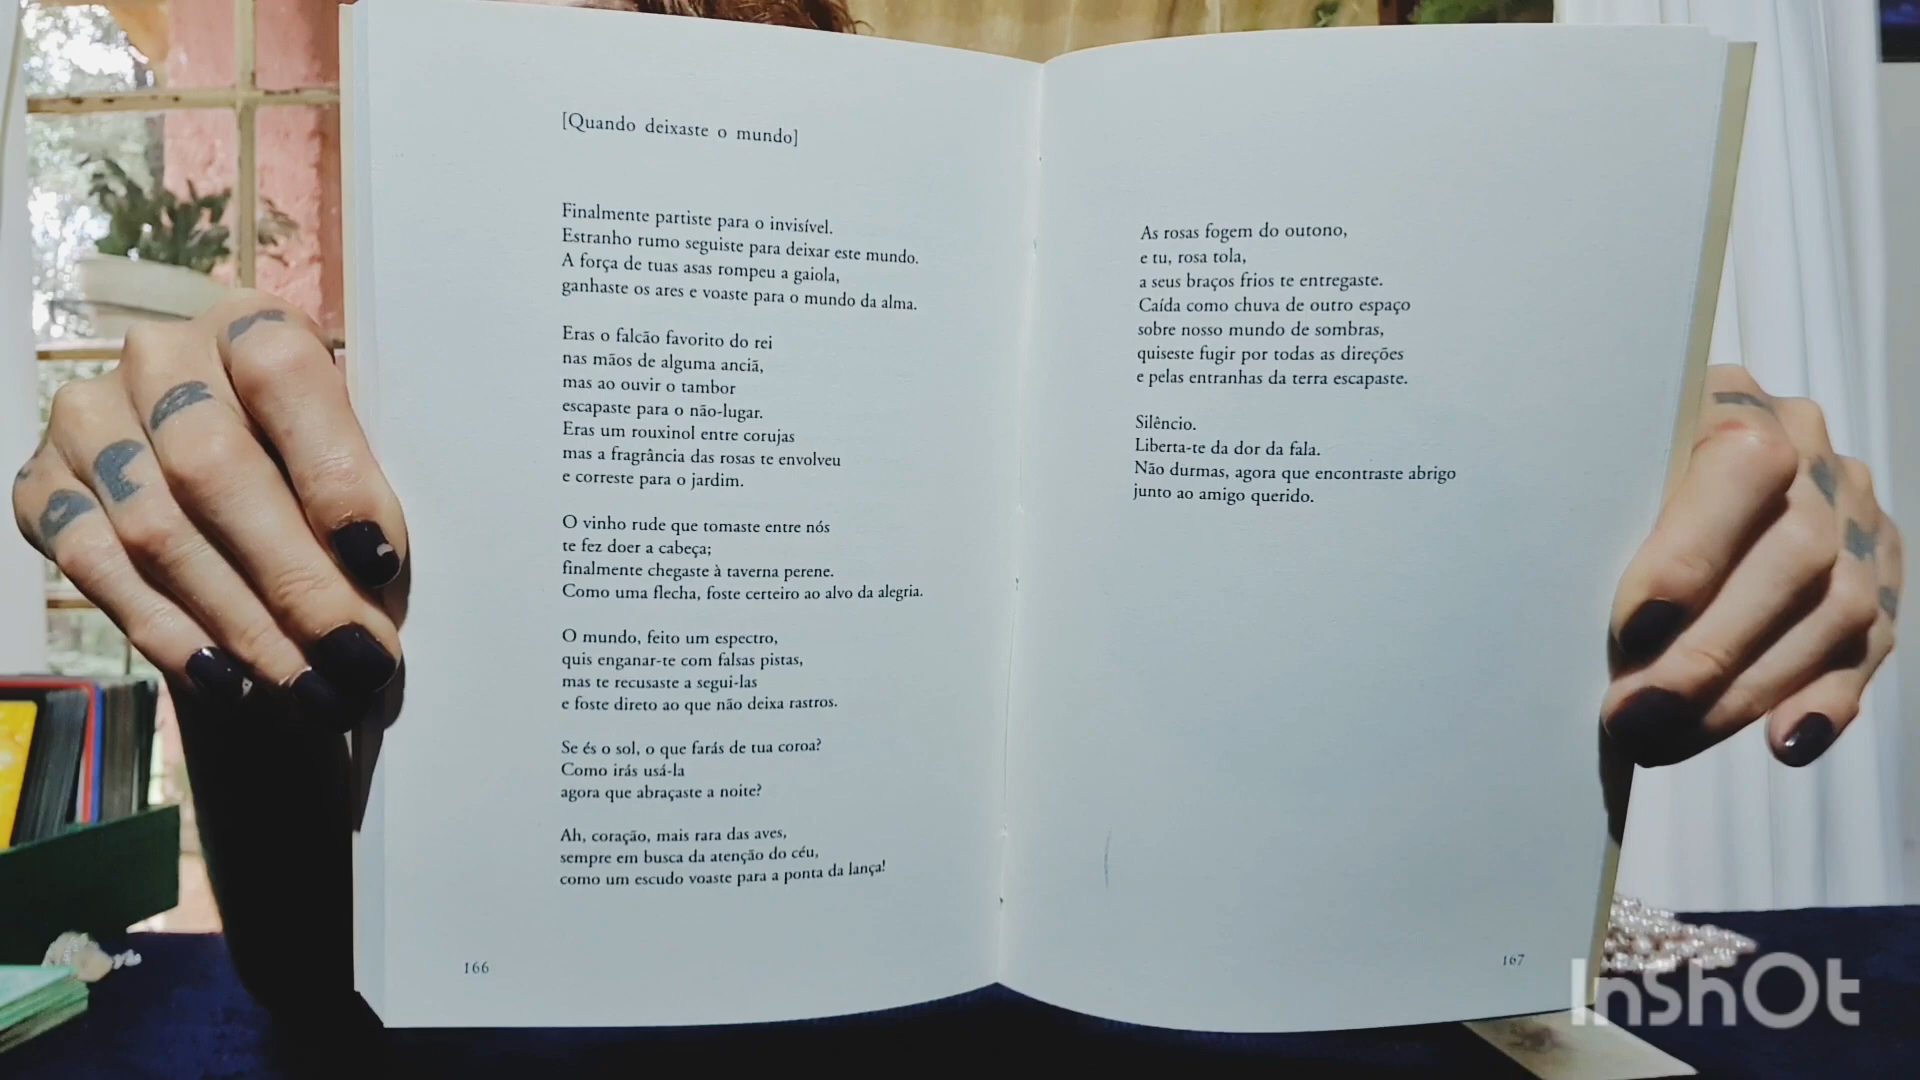 [Quando deixaste o mundo]
Finalmente partiste para o invisível.
Estranho rumo seguiste para deixar este mundo.
A força de tuas asas rompeu a gaiola,
ganhaste os ares e voaste para o mundo da alma.
Eras o falcão favorito do rei
nas mãos de alguma anciã,
mas ao ouvir o tambor
escapaste para o não-lugar.
Eras um rouxinol entre corujas
mas a fragrância das rosas te envolveu
e correste para o jardim.
O vinho rude que tomaste entre nós
te fez doer a cabeça;
finalmente chegaste à taverna perene.
Como uma flecha, foste certeiro ao alvo da alegria.
O mundo, feito um espectro,
quis enganar-te com falsas pistas,
mas te recusaste a segui-las
e foste direto ao que não deixa rastros.
Se és o sol, o que farás de tua coroa?
Como irás usá-la
agora que abraçaste a noite?
Ah, coração, mais rara das aves,
sempre em busca da atenção do céu,
como um escudo voaste para a ponta da lança!
166
As rosas fogem do outono,
e tu, rosa tola,
a seus braços frios te entregaste.
Caída como chuva de outro espaço
sobre nosso mundo de sombras,
quiseste fugir por todas as direções
e pelas entranhas da terra escapaste.
Silêncio.
Liberta-te da dor da fala.
Não durmas, agora que encontraste abrigo
junto ao amigo querido.
167
InShOt